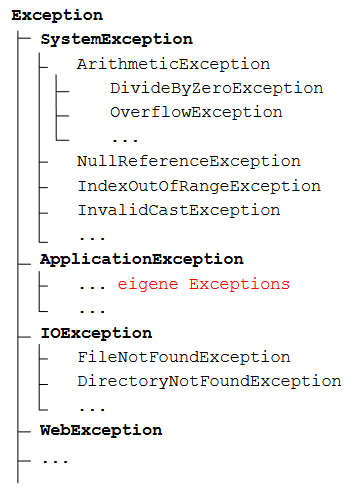 Exception
SystemException
ArithmeticException
DivideByZeroException
OverflowException
...
NullReferenceException
IndexOutOfRangeException
InvalidCastException
...
ApplicationException
... eigene Exceptions
...
IOException
FileNotFoundException
DirectoryNotFoundException
...
WebException
...